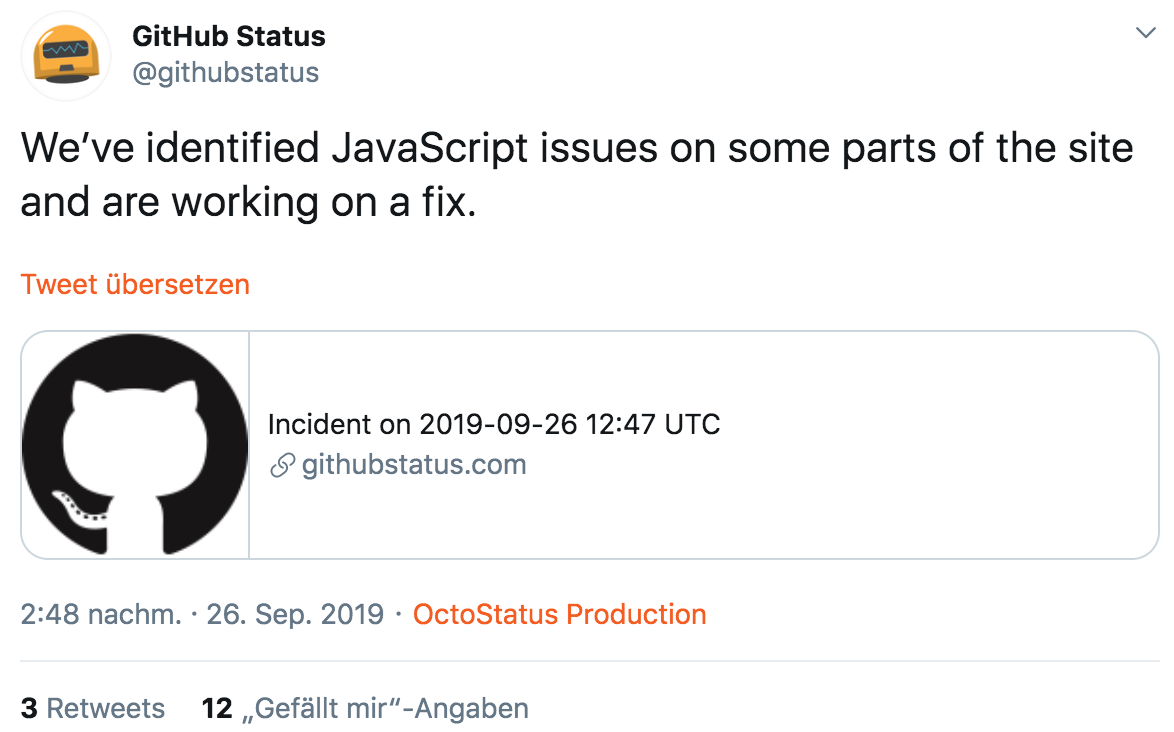 GitHub Status
@githubstatus
We’ve identified JavaScript issues on some parts of the site
and are working on a fix.
Tweet übersetzen
Incident on 2019-09-26 12:47 UTC
githubstatus.com
2:48 nachm. · 26. Sep. 2019 · OctoStatus Production
3 Retweets 12 „Gefällt mir“-Angaben